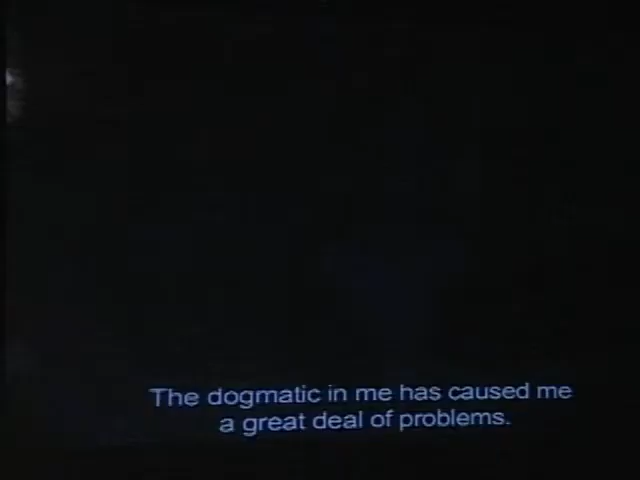 The dogmatic in me has caused me
a great deal of problems.